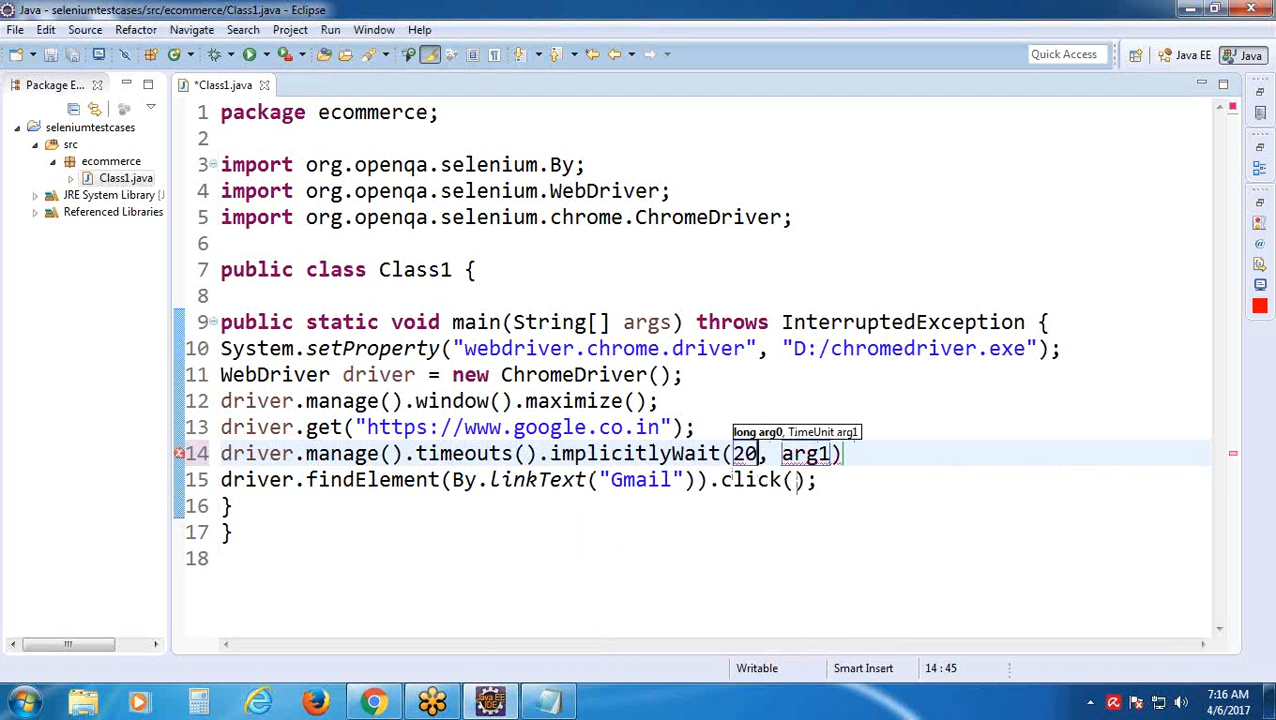 Java - seleniumtestcases/src/ecommerce/Class1.java - Eclipse
File Edit Source Refactor Navigate Search Project Run Window Help
Quick Access
Java EE
Java
Package E...
*Class1.java
seleniumtestcases
src
ecommerce
Class1.java
JRE System Library [J
Referenced Libraries
1 package ecommerce;
2
3 import org.openqa.selenium.By;
4 import org.openqa.selenium.WebDriver;
5 import org.openqa.selenium.chrome.ChromeDriver;
6
7 public class Class1 {
8
9 public static void main(String[] args) throws InterruptedException {
10 System.setProperty("webdriver.chrome.driver", "D:/chromedriver.exe");
11 WebDriver driver = new ChromeDriver();
12 driver.manage().window().maximize();
13 driver.get("https://www.google.co.in");
long arg0, TimeUnit arg1
14 driver.manage().timeouts().implicitlyWait(20, arg1)
15 driver.findElement(By.linkText("Gmail")).click();
16 }
17 }
18
Writable Smart Insert 14 : 45
Java EE IDE
7:16 AM
4/6/2017